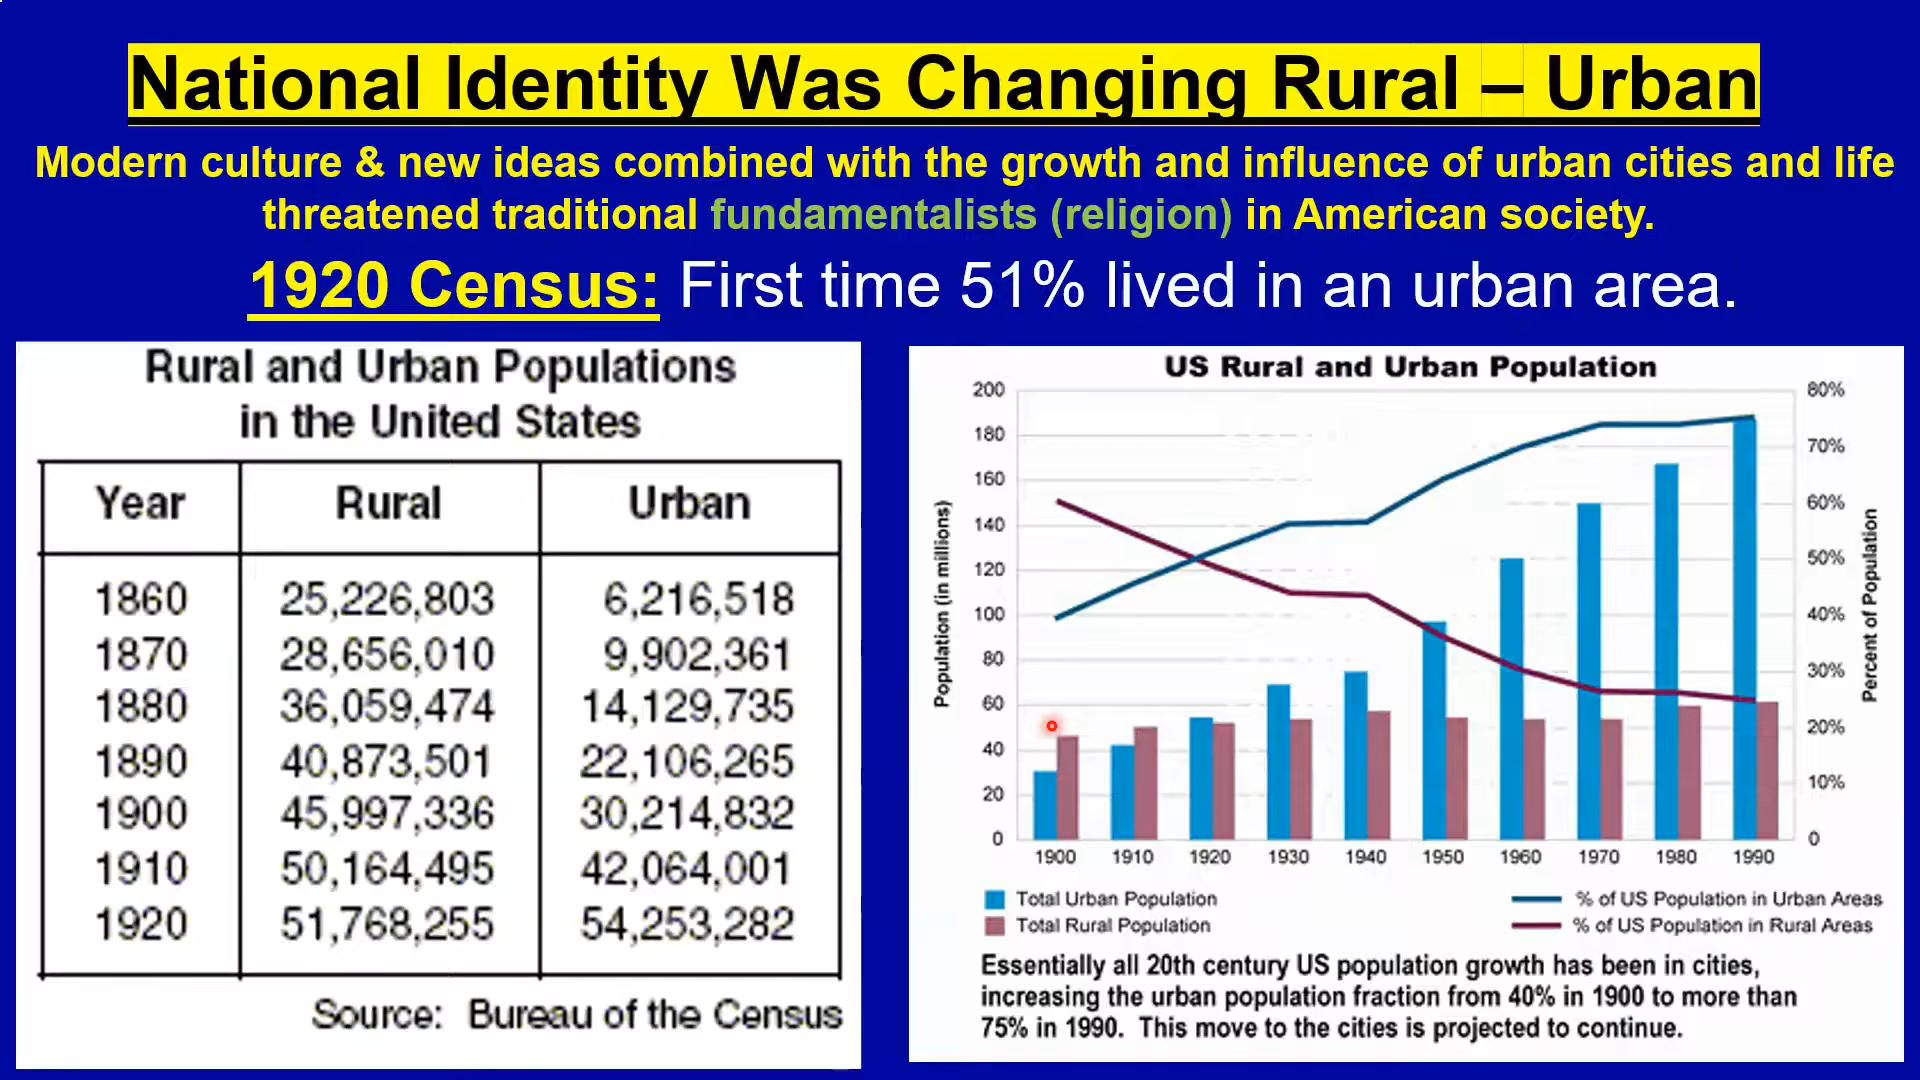 National Identity Was Changing Rural – Urban
Modern culture & new ideas combined with the growth and influence of urban cities and life
threatened traditional fundamentalists (religion) in American society.
1920 Census: First time 51% lived in an urban area.
Rural and Urban Populations
in the United States
Year Rural Urban
1860 25,226,803 6,216,518
1870 28,656,010 9,902,361
1880 36,059,474 14,129,735
1890 40,873,501 22,106,265
1900 45,997,336 30,214,832
1910 50,164,495 42,064,001
1920 51,768,255 54,253,282
Source: Bureau of the Census
US Rural and Urban Population
Population (in millions)
200
180
160
140
120
100
80
60
40
20
0
80%
70%
60%
50%
40%
30%
20%
10%
0
Percent of Population
1900 1910 1920 1930 1940 1950 1960 1970 1980 1990
Total Urban Population
Total Rural Population
% of US Population in Urban Areas
% of US Population in Rural Areas
Essentially all 20th century US population growth has been in cities,
increasing the urban population fraction from 40% in 1900 to more than
75% in 1990. This move to the cities is projected to continue.